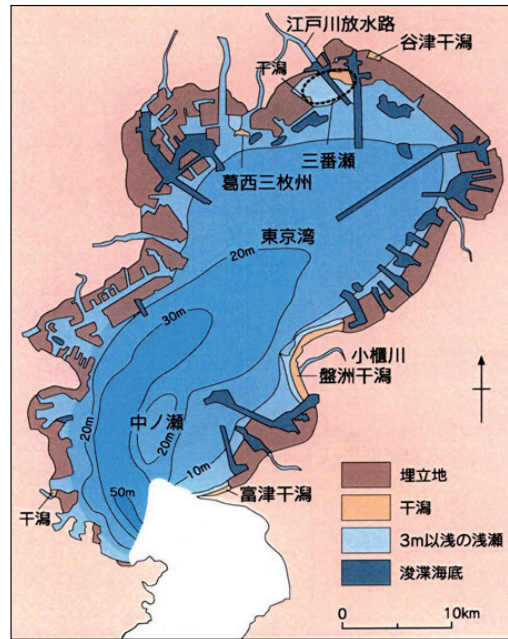 江戸川放水路
谷津干潟
干潟
三番瀬
葛西三枚州
東京湾
20m
30m
小櫃川
盤洲干潟
中ノ瀬
20m
20m
10m
50m
富津干潟
干潟
埋立地
干潟
3m以浅の浅瀬
浚渫海底
0 10km